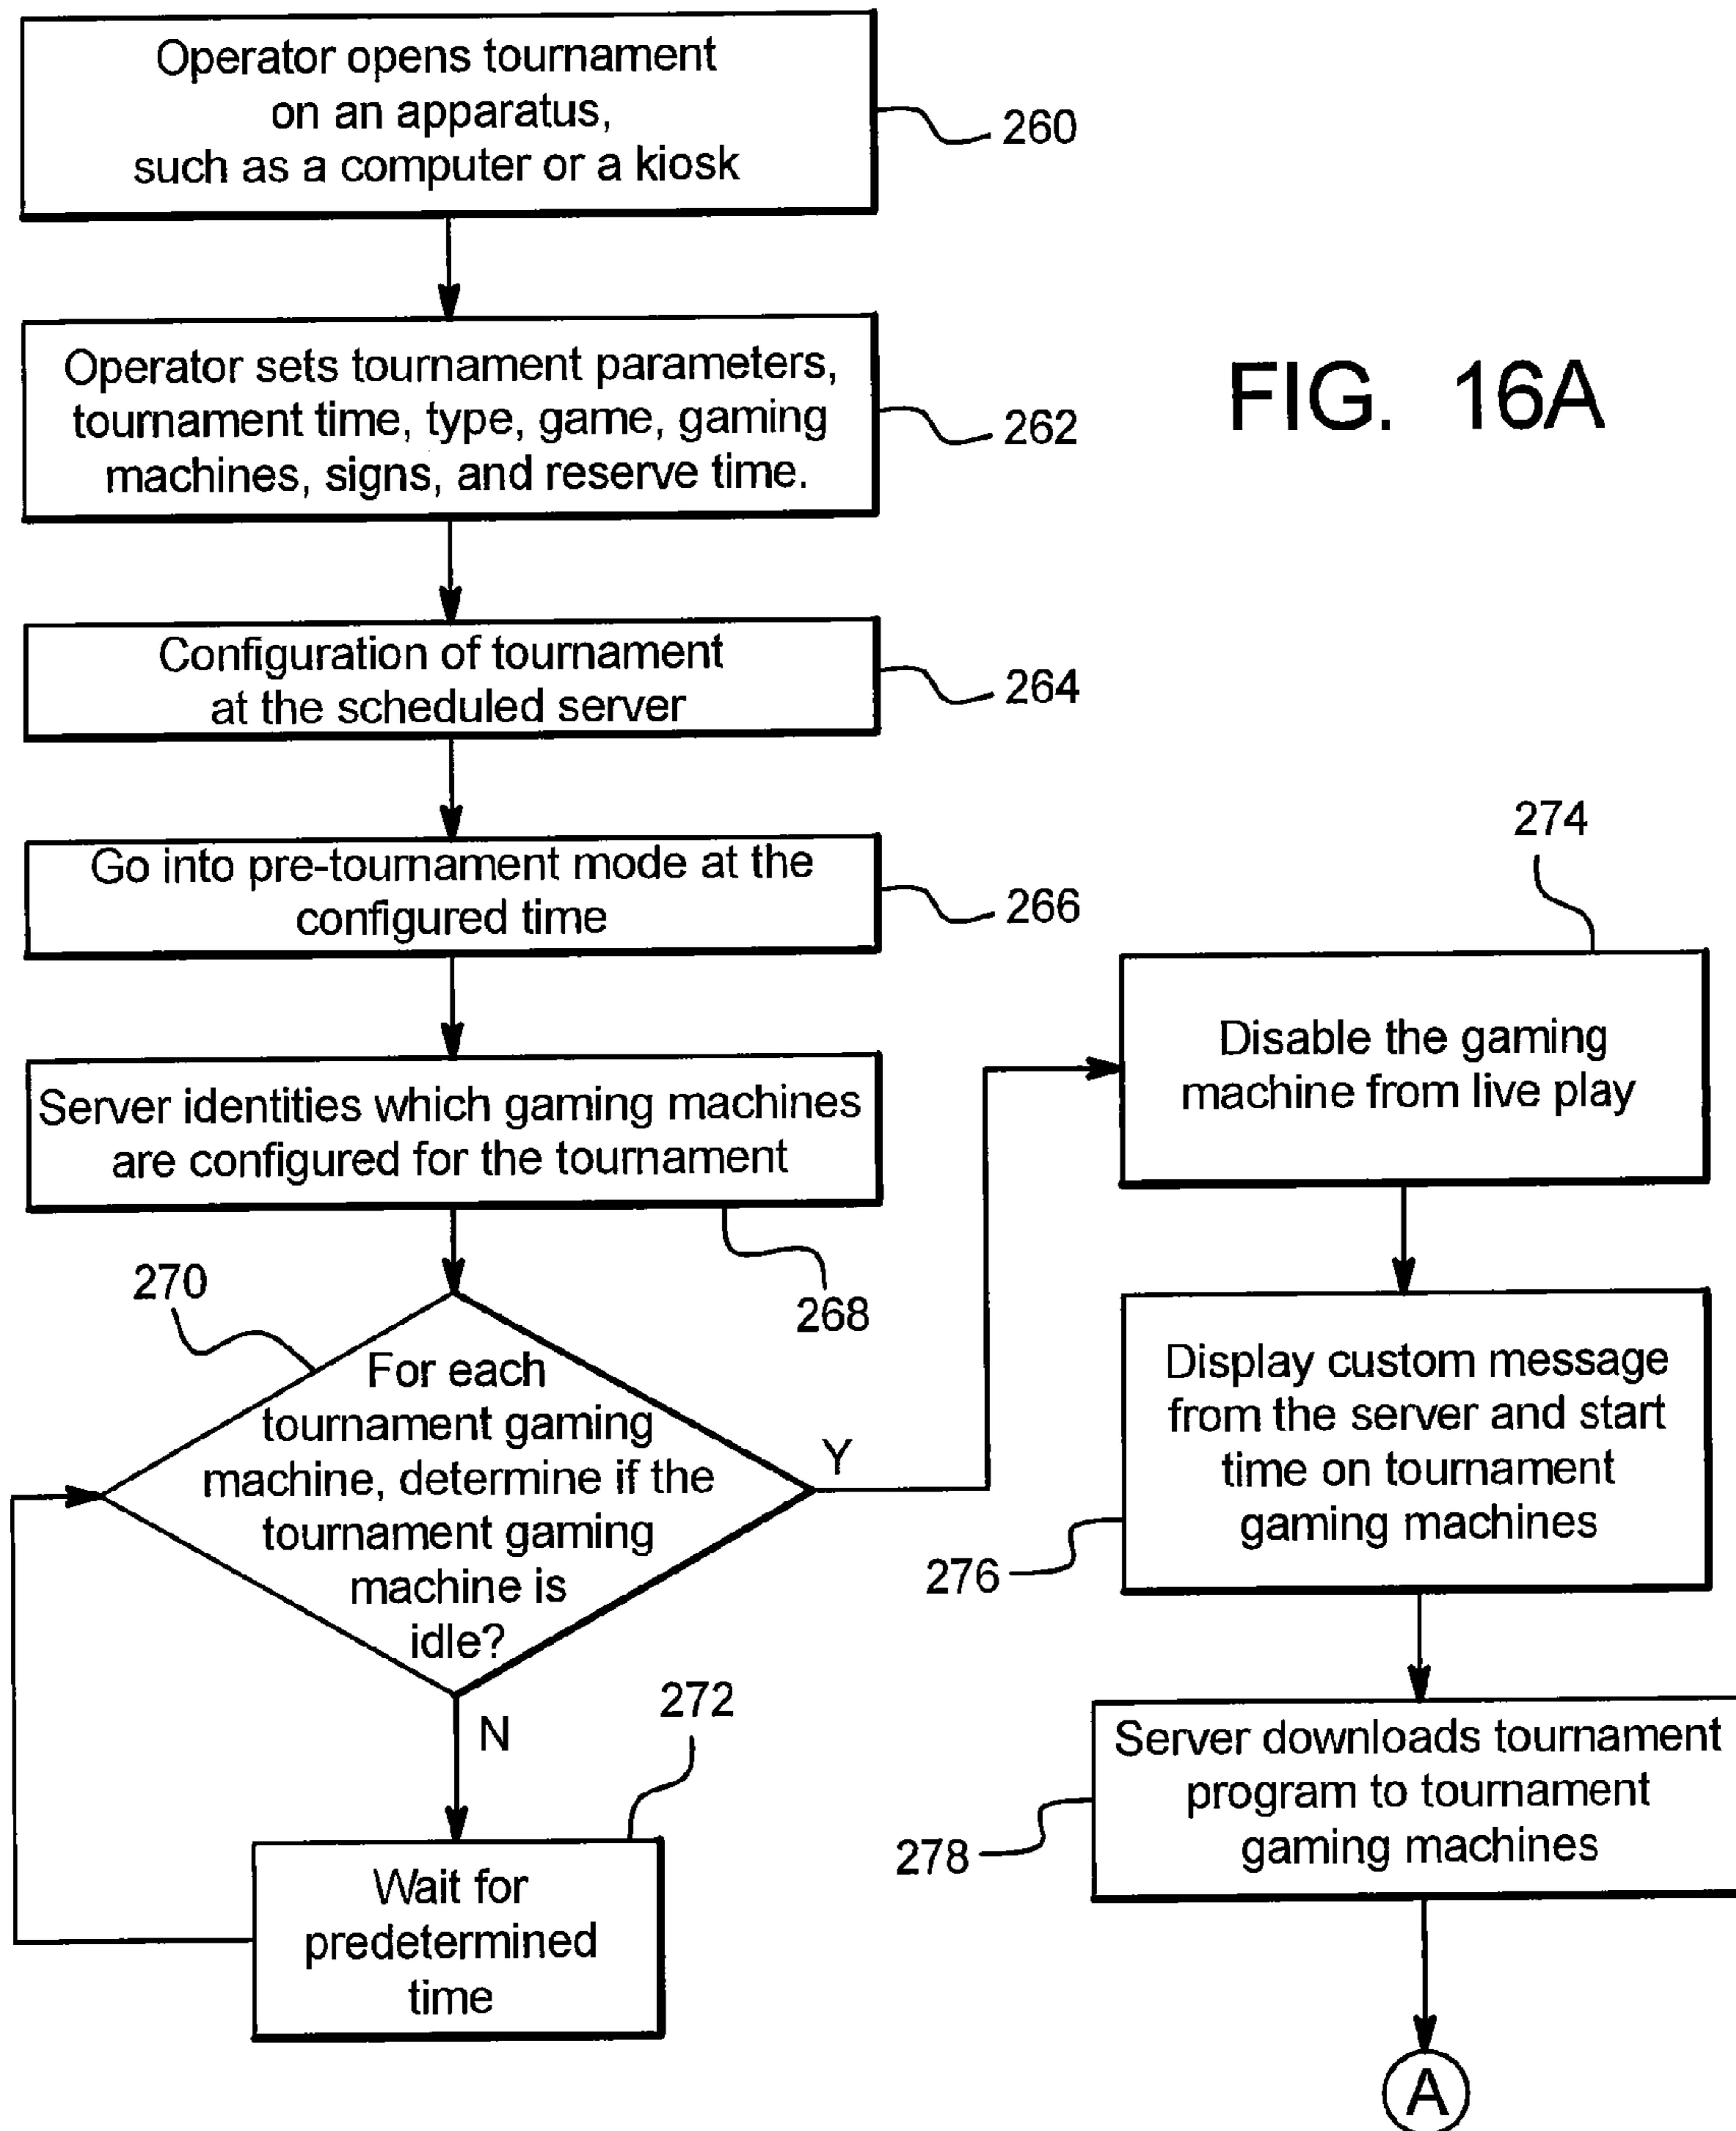 Operator opens tournament
on an apparatus,
such as a computer or a kiosk
260
Operator sets tournament parameters,
tournament time, type, game, gaming
machines, signs, and reserve time.
262
FIG. 16A
Configuration of tournament
at the scheduled server
264
Go into pre-tournament mode at the
configured time
266
Server identities which gaming machines
are configured for the tournament
268
270
For each
tournament gaming
machine, determine if the
tournament gaming
machine is
idle?
Y
N
272
Wait for
predetermined
time
274
Disable the gaming
machine from live play
Display custom message
from the server and start
time on tournament
gaming machines
276
Server downloads tournament
program to tournament
gaming machines
278
A